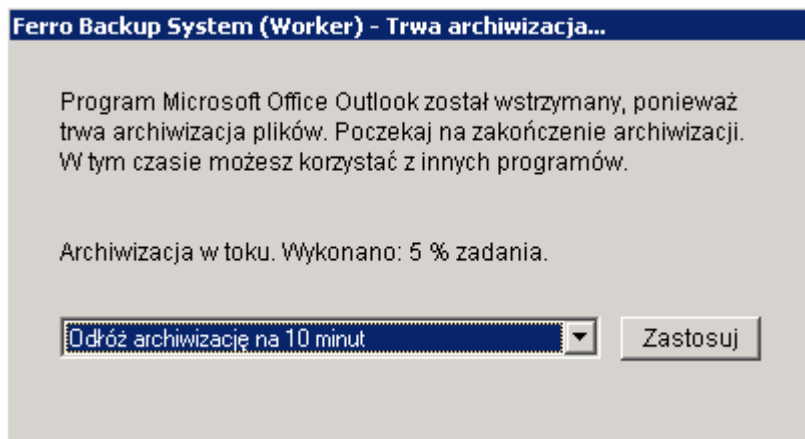 Ferro Backup System (Worker) - Trwa archiwizacja...
Program Microsoft Office Outlook został wstrzymany, ponieważ
trwa archiwizacja plików. Poczekaj na zakończenie archiwizacji.
W tym czasie możesz korzystać z innych programów.
Archiwizacja w toku. Wykonano: 5 % zadania.
Odłóż archiwizację na 10 minut
Zastosuj